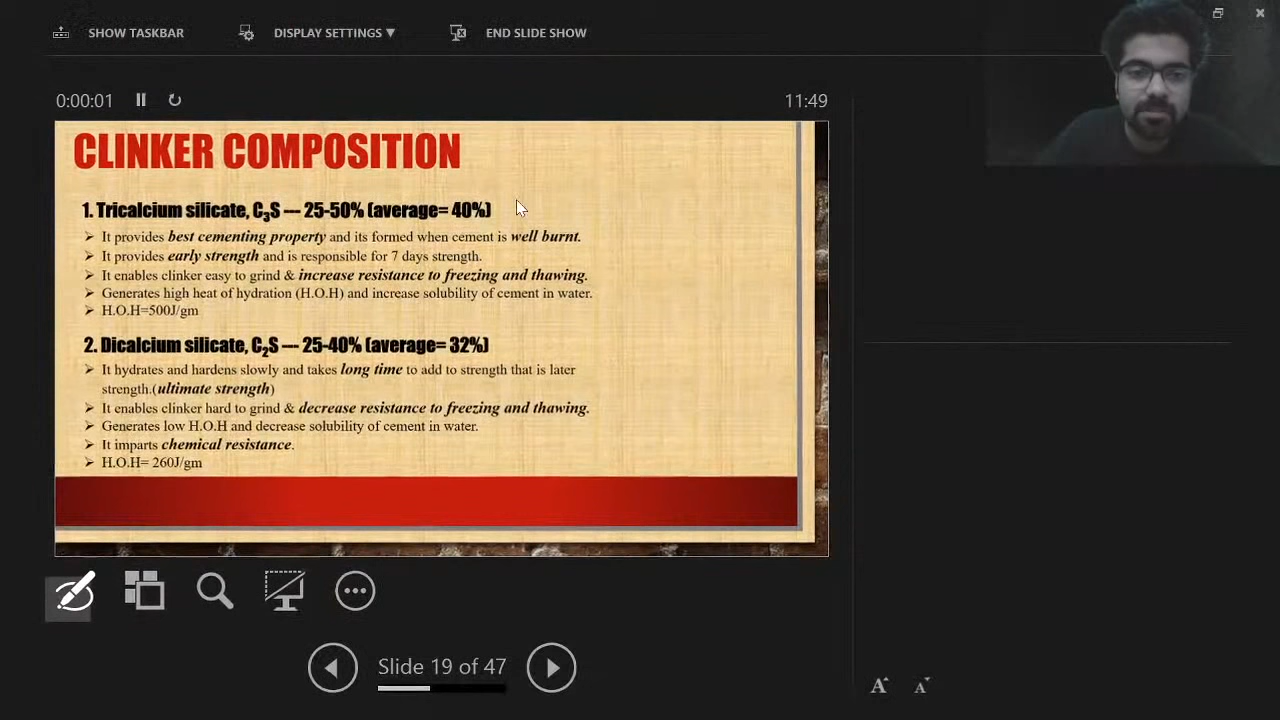 SHOW TASKBAR DISPLAY SETTINGS ▼ END SLIDE SHOW
0:00:01 11:49
CLINKER COMPOSITION
1. Tricalcium silicate, C₃S --- 25-50% (average= 40%)
➢ It provides best cementing property and its formed when cement is well burnt.
➢ It provides early strength and is responsible for 7 days strength.
➢ It enables clinker easy to grind & increase resistance to freezing and thawing.
➢ Generates high heat of hydration (H.O.H) and increase solubility of cement in water.
➢ H.O.H=500J/gm
2. Dicalcium silicate, C₂S --- 25-40% (average= 32%)
➢ It hydrates and hardens slowly and takes long time to add to strength that is later
strength.(ultimate strength)
➢ It enables clinker hard to grind & decrease resistance to freezing and thawing.
➢ Generates low H.O.H and decrease solubility of cement in water.
➢ It imparts chemical resistance.
➢ H.O.H= 260J/gm
Slide 19 of 47
A A